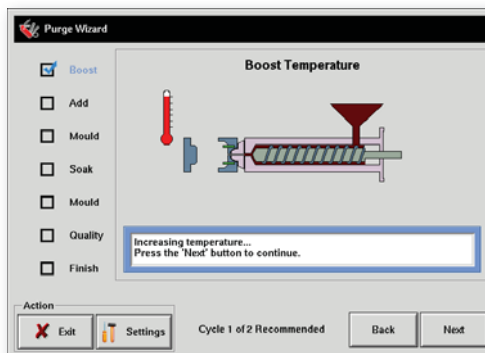 Purge Wizard
Boost
Add
Mould
Soak
Mould
Quality
Finish
Boost Temperature
Increasing temperature...
Press the 'Next' button to continue.
Action
Exit
Settings
Cycle 1 of 2 Recommended
Back
Next